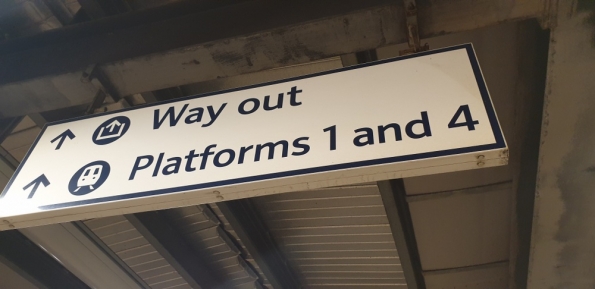 Way out
Platforms 1 and 4